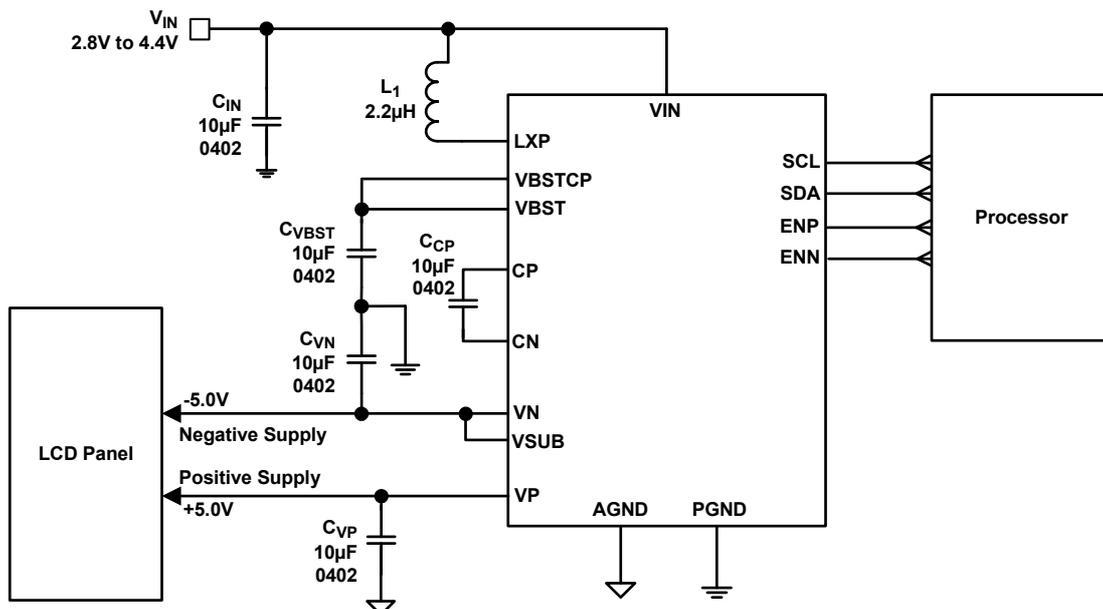 VIN
2.8V to 4.4V
CIN
10µF
0402
L1
2.2µH
VIN
LXP
VBSTCP
VBST
CVBST
10µF
0402
CCP
10µF
0402
CP
CN
CVN
10µF
0402
SCL
SDA
ENP
ENN
Processor
LCD Panel
-5.0V
Negative Supply
VN
VSUB
Positive Supply
+5.0V
VP
CVP
10µF
0402
AGND
PGND